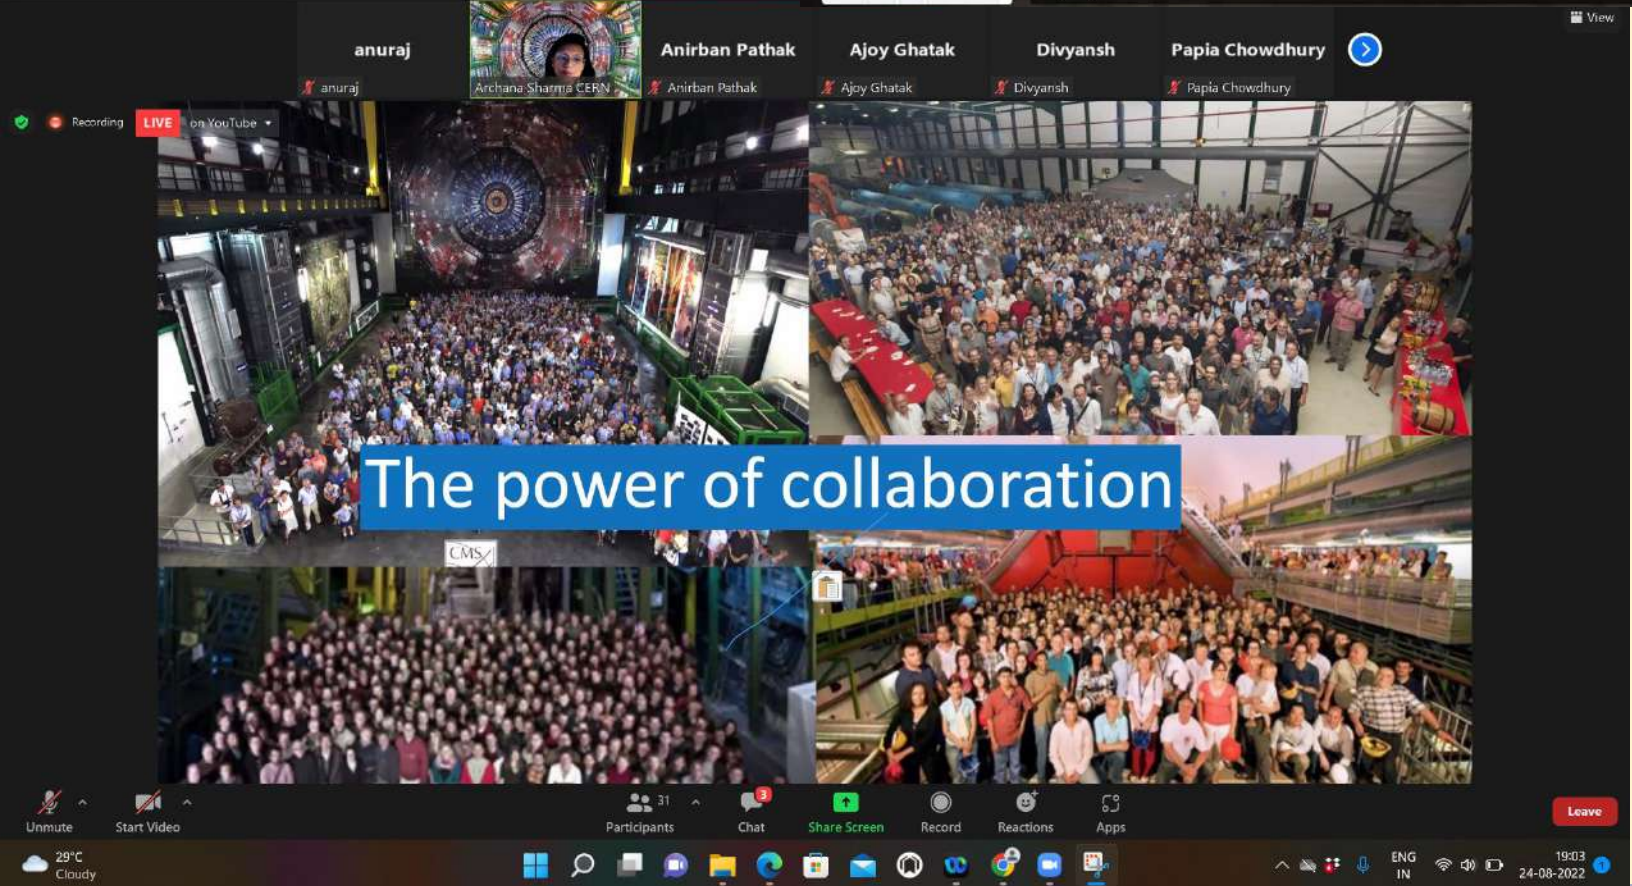 View
anuraj
Anirban Pathak
Ajoy Ghatak
Divyansh
Papia Chowdhury
anuraj
Archana Sharma CERN
Anirban Pathak
Ajoy Ghatak
Divyansh
Papia Chowdhury
Recording
LIVE
on YouTube
The power of collaboration
CMS
Unmute
Start Video
31
Participants
3
Chat
Share Screen
Record
Reactions
Apps
Leave
29°C
Cloudy
ENG
IN
19:03
24-08-2022
1